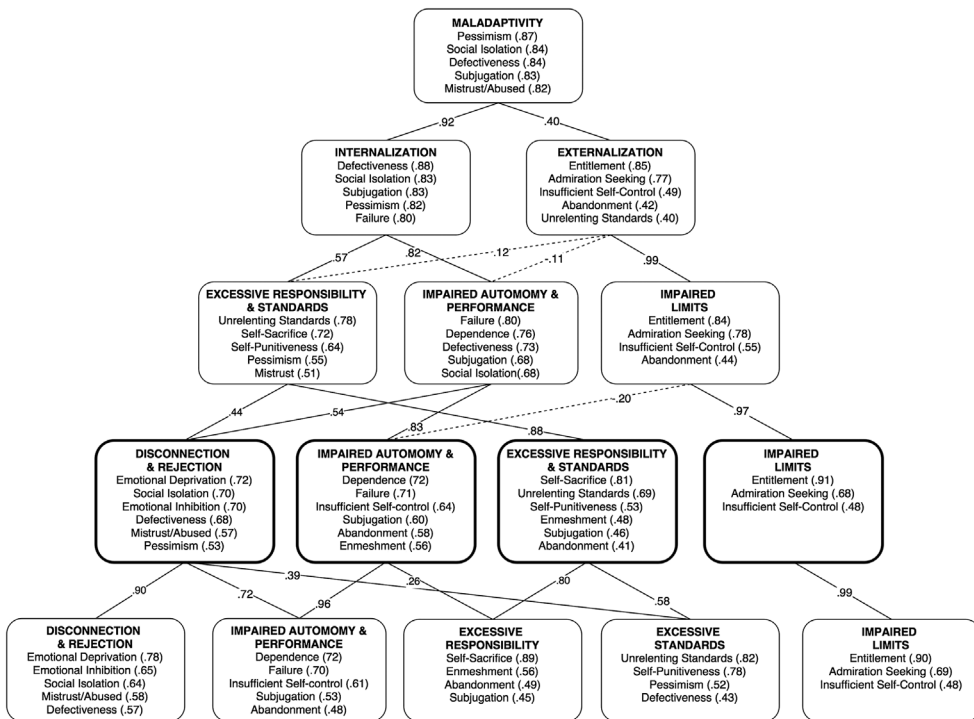 MALADAPTIVITY
Pessimism (.87)
Social Isolation (.84)
Defectiveness (.84)
Subjugation (.83)
Mistrust/Abused (.82)
.92
.40
INTERNALIZATION
Defectiveness (.88)
Social Isolation (.83)
Subjugation (.83)
Pessimism (.82)
Failure (.80)
EXTERNALIZATION
Entitlement (.85)
Admiration Seeking (.77)
Insufficient Self-Control (.49)
Abandonment (.42)
Unrelenting Standards (.40)
.57
.82
.12
-.11
.99
EXCESSIVE RESPONSIBILITY
& STANDARDS
Unrelenting Standards (.78)
Self-Sacrifice (.72)
Self-Punitiveness (.64)
Pessimism (.55)
Mistrust (.51)
IMPAIRED AUTOMOMY &
PERFORMANCE
Failure (.80)
Dependence (.76)
Defectiveness (.73)
Subjugation (.68)
Social Isolation(.68)
IMPAIRED
LIMITS
Entitlement (.84)
Admiration Seeking (.78)
Insufficient Self-Control (.55)
Abandonment (.44)
.44
.54
.83
.88
.20
.97
DISCONNECTION
& REJECTION
Emotional Deprivation (.72)
Social Isolation (.70)
Emotional Inhibition (.70)
Defectiveness (.68)
Mistrust/Abused (.57)
Pessimism (.53)
IMPAIRED AUTOMOMY &
PERFORMANCE
Dependence (72)
Failure (.71)
Insufficient Self-control (.64)
Subjugation (.60)
Abandonment (.58)
Enmeshment (.56)
EXCESSIVE RESPONSIBILITY
& STANDARDS
Self-Sacrifice (.81)
Unrelenting Standards (.69)
Self-Punitiveness (.53)
Enmeshment (.48)
Subjugation (.46)
Abandonment (.41)
IMPAIRED
LIMITS
Entitlement (.91)
Admiration Seeking (.68)
Insufficient Self-Control (.48)
.90
.72
.39
.96
.26
.80
.58
.99
DISCONNECTION
& REJECTION
Emotional Deprivation (.78)
Emotional Inhibition (.65)
Social Isolation (.64)
Mistrust/Abused (.58)
Defectiveness (.57)
IMPAIRED AUTOMOMY &
PERFORMANCE
Dependence (72)
Failure (.70)
Insufficient Self-control (.61)
Subjugation (.53)
Abandonment (.48)
EXCESSIVE
RESPONSIBILITY
Self-Sacrifice (.89)
Enmeshment (.56)
Abandonment (.49)
Subjugation (.45)
EXCESSIVE
STANDARDS
Unrelenting Standards (.82)
Self-Punitiveness (.78)
Pessimism (.52)
Defectiveness (.43)
IMPAIRED
LIMITS
Entitlement (.90)
Admiration Seeking (.69)
Insufficient Self-Control (.48)